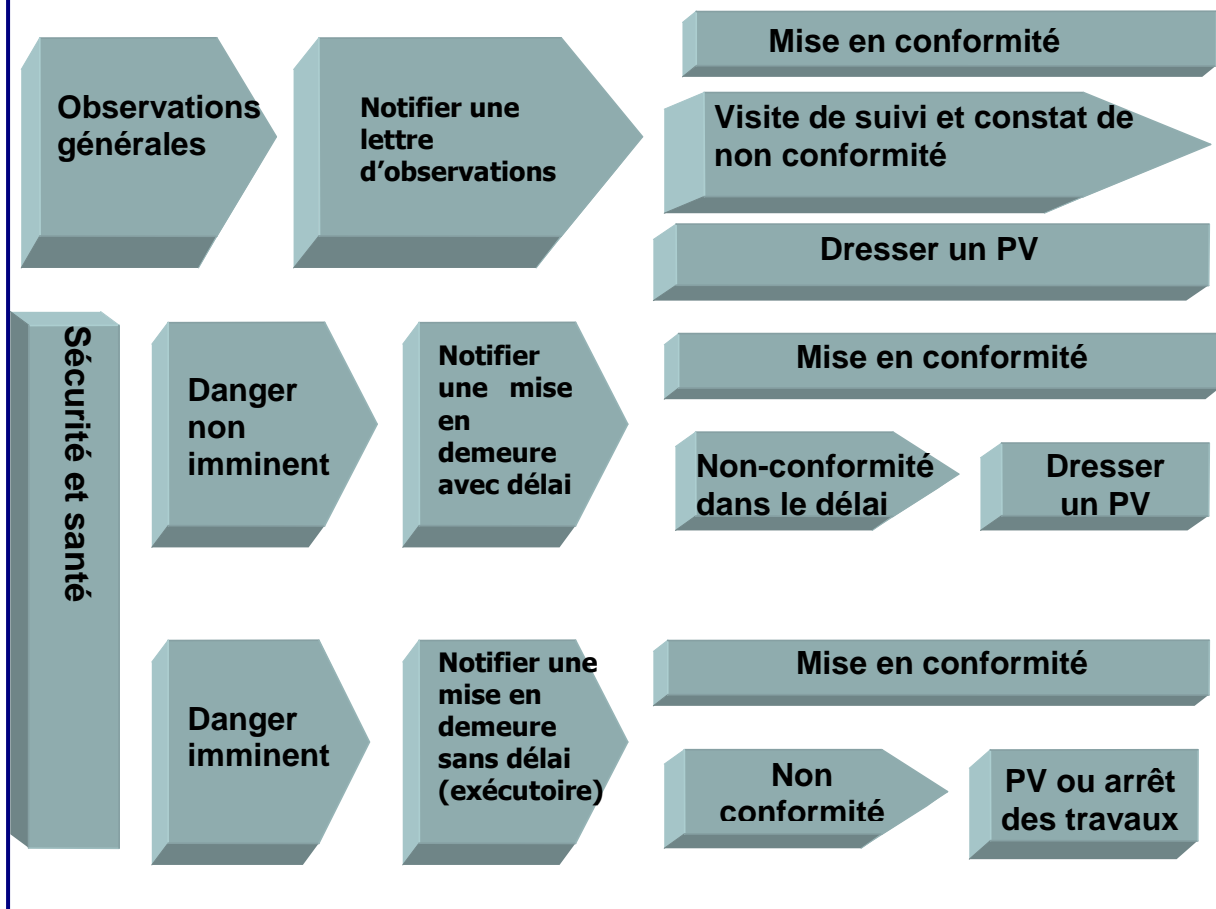 Observations
générales
Notifier une
lettre
d’observations
Mise en conformité
Visite de suivi et constat de
non conformité
Dresser un PV
Sécurité et santé
Danger
non
imminent
Notifier
une mise
en
demeure
avec délai
Mise en conformité
Non-conformité
dans le délai
Dresser
un PV
Danger
imminent
Notifier une
mise en
demeure
sans délai
(exécutoire)
Mise en conformité
Non
conformité
PV ou arrêt
des travaux